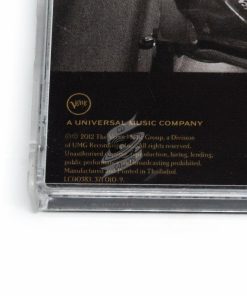 Verve
A UNIVERSAL MUSIC COMPANY
℗© 2012 The Verve Music Group, a Division
of UMG Recordings, Inc. All rights reserved.
Unauthorized copying, reproduction, hiring, lending,
public performance and broadcasting prohibited.
Manufactured and Printed in Thailand.